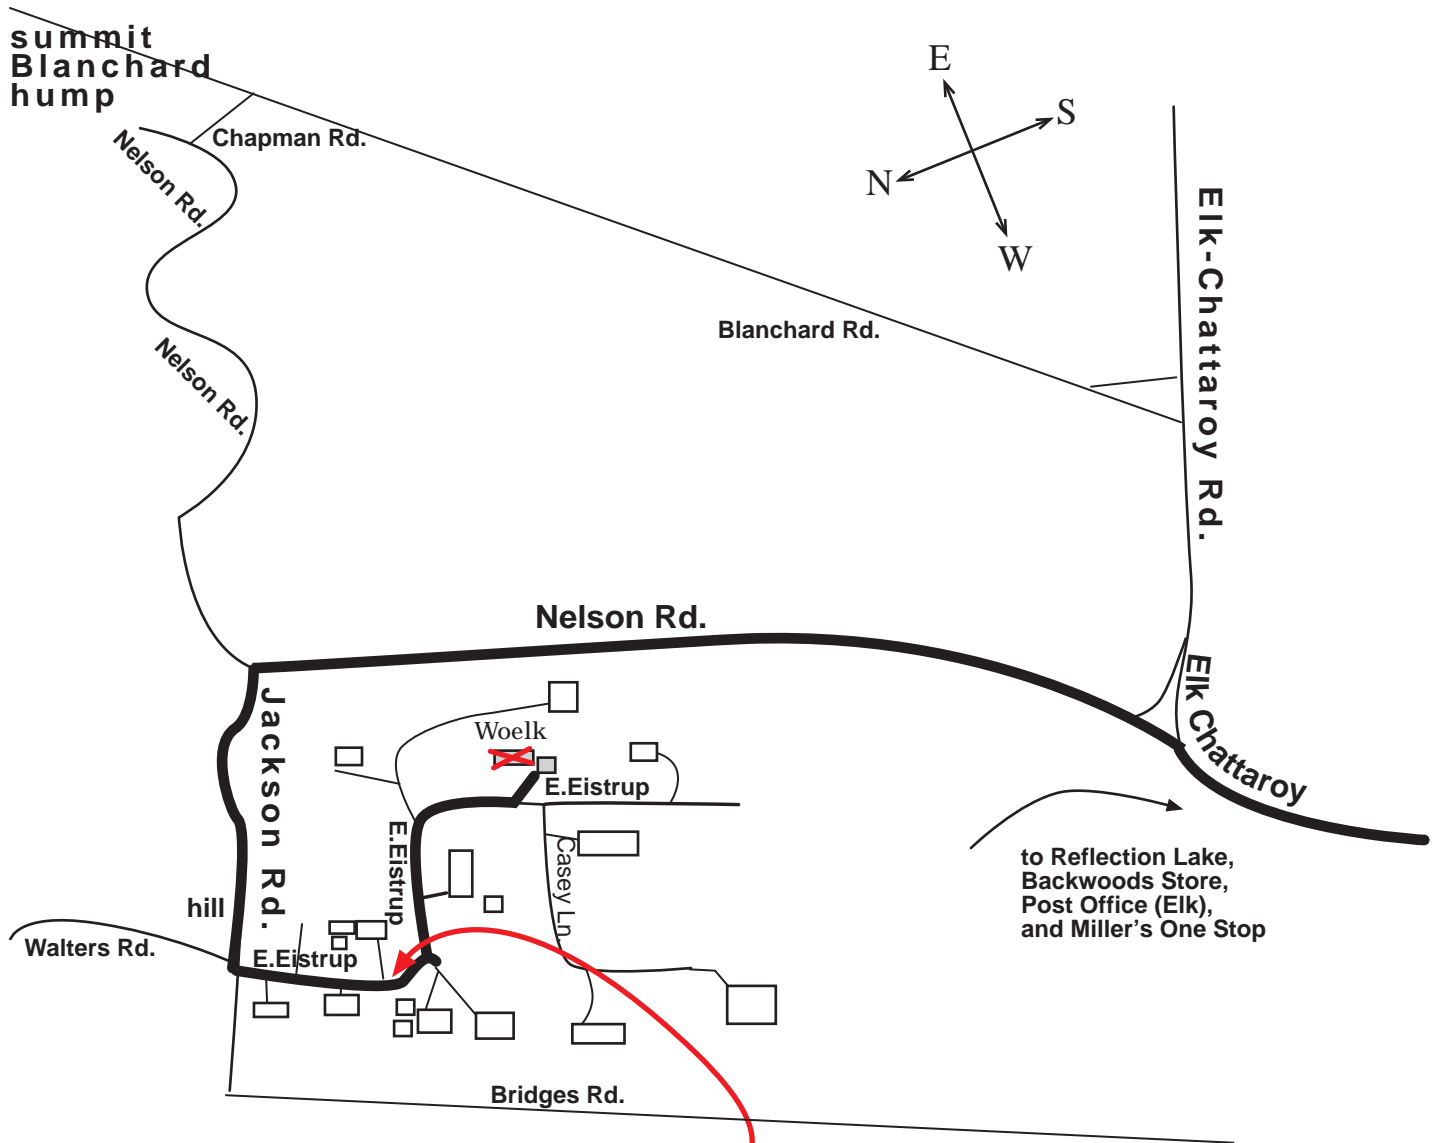 summit
Blanchard
hump
E
S
N
W
Chapman Rd.
Nelson Rd.
Elk-Chattaroy Rd.
Blanchard Rd.
Nelson Rd.
Nelson Rd.
Elk Chattaroy
Jackson Rd.
Woelk
E.Eistrup
E.Eistrup
Casey Ln.
to Reflection Lake,
Backwoods Store,
Post Office (Elk),
and Miller's One Stop
hill
Walters Rd.
E.Eistrup
Bridges Rd.